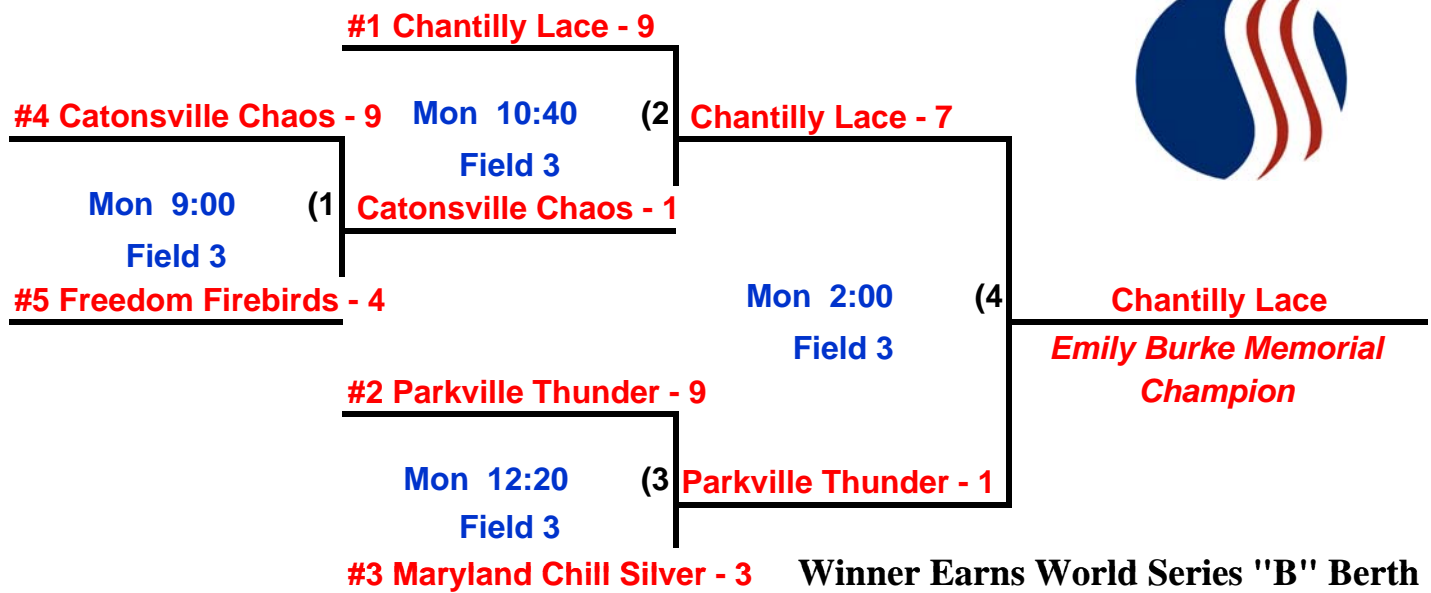 #1 Chantilly Lace - 9
#4 Catonsville Chaos - 9
Mon 10:40 (2
Chantilly Lace - 7
Field 3
Mon 9:00 (1
Catonsville Chaos - 1
Field 3
#5 Freedom Firebirds - 4
Mon 2:00 (4
Chantilly Lace
Field 3
Emily Burke Memorial
Champion
#2 Parkville Thunder - 9
Mon 12:20 (3
Parkville Thunder - 1
Field 3
#3 Maryland Chill Silver - 3
Winner Earns World Series "B" Berth